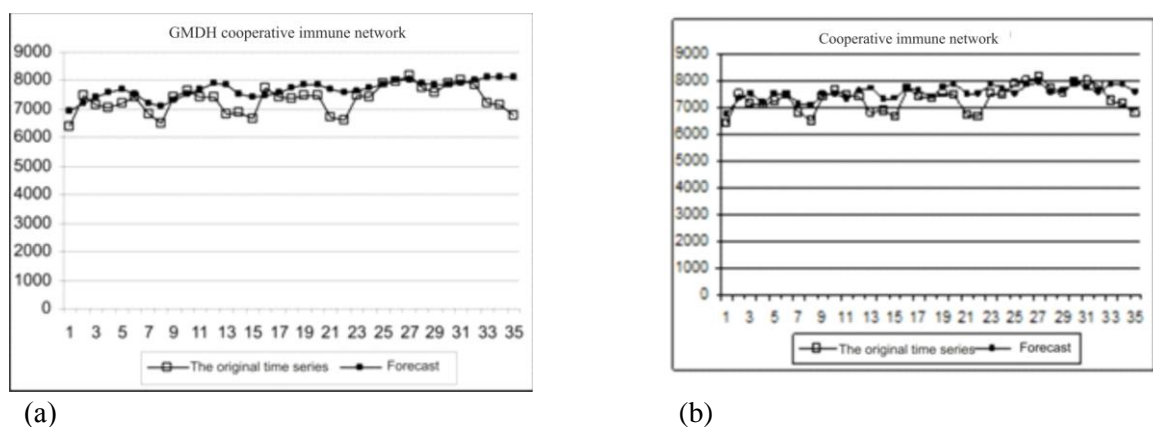 GMDH cooperative immune network
9000
8000
7000
6000
5000
4000
3000
2000
1000
0
1 3 5 7 9 11 13 15 17 19 21 23 25 27 29 31 33 35
The original time series Forecast
(a)
Cooperative immune network
9000
8000
7000
6000
5000
4000
3000
2000
1000
0
1 3 5 7 9 11 13 15 17 19 21 23 25 27 29 31 33 35
The original time series Forecast
(b)